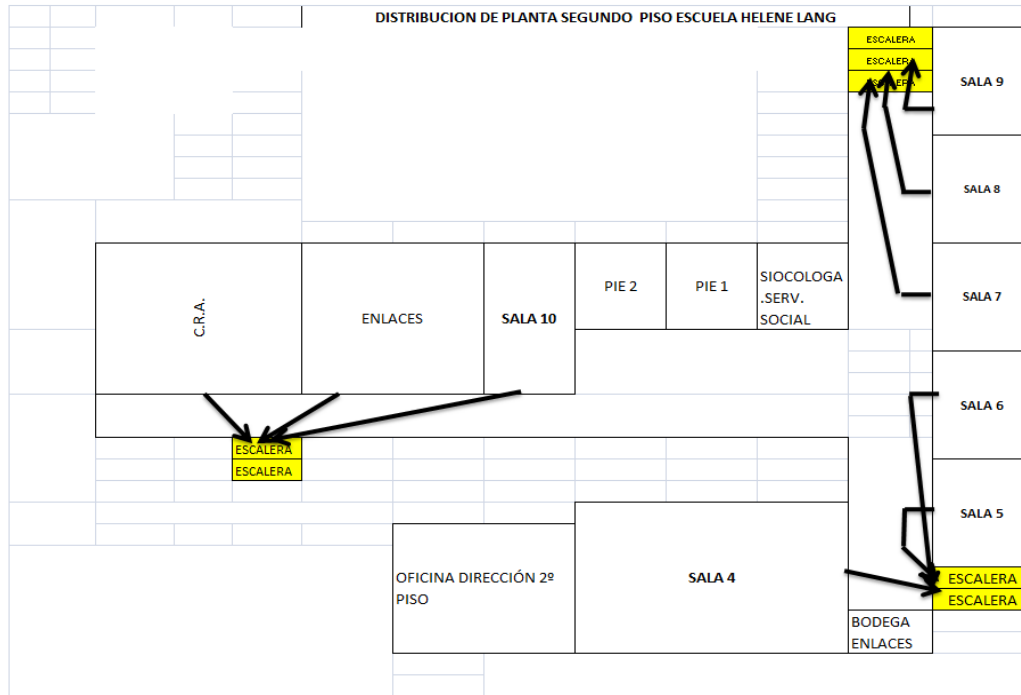 DISTRIBUCION DE PLANTA SEGUNDO PISO ESCUELA HELENE LANG
ESCALERA
ESCALERA
ESCALERA
SALA 9
SALA 8
SALA 7
C.R.A.
ENLACES
SALA 10
PIE 2
PIE 1
SIOCOLOGA
.SERV.
SOCIAL
SALA 6
ESCALERA
ESCALERA
SALA 5
OFICINA DIRECCIÓN 2º
PISO
SALA 4
ESCALERA
ESCALERA
BODEGA
ENLACES